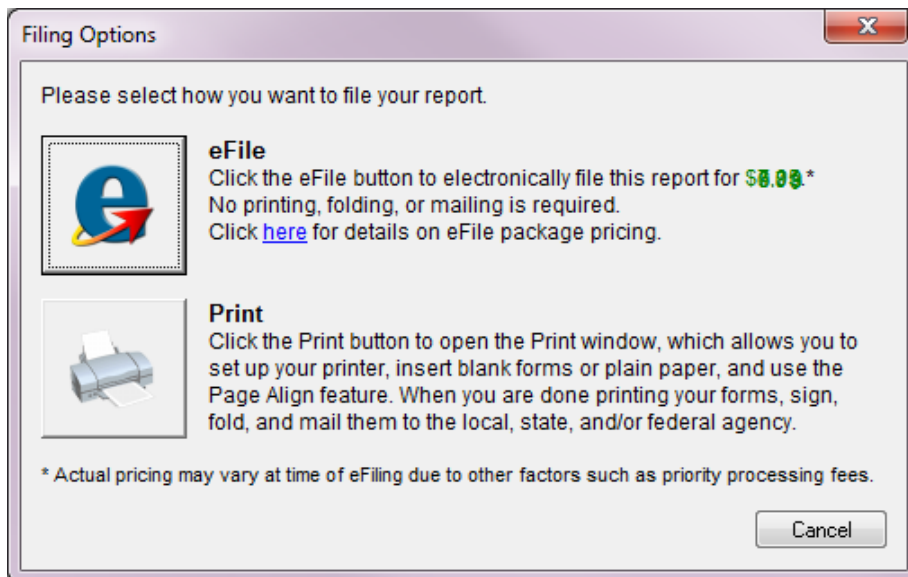 Filing Options
Please select how you want to file your report.
eFile
Click the eFile button to electronically file this report for
No printing, folding, or mailing is required.
Click here for details on eFile package pricing.
Print
Click the Print button to open the Print window, which allows you to
set up your printer, insert blank forms or plain paper, and use the
Page Align feature. When you are done printing your forms, sign,
fold, and mail them to the local, state, and/or federal agency.
* Actual pricing may vary at time of eFiling due to other factors such as priority processing fees.
Cancel